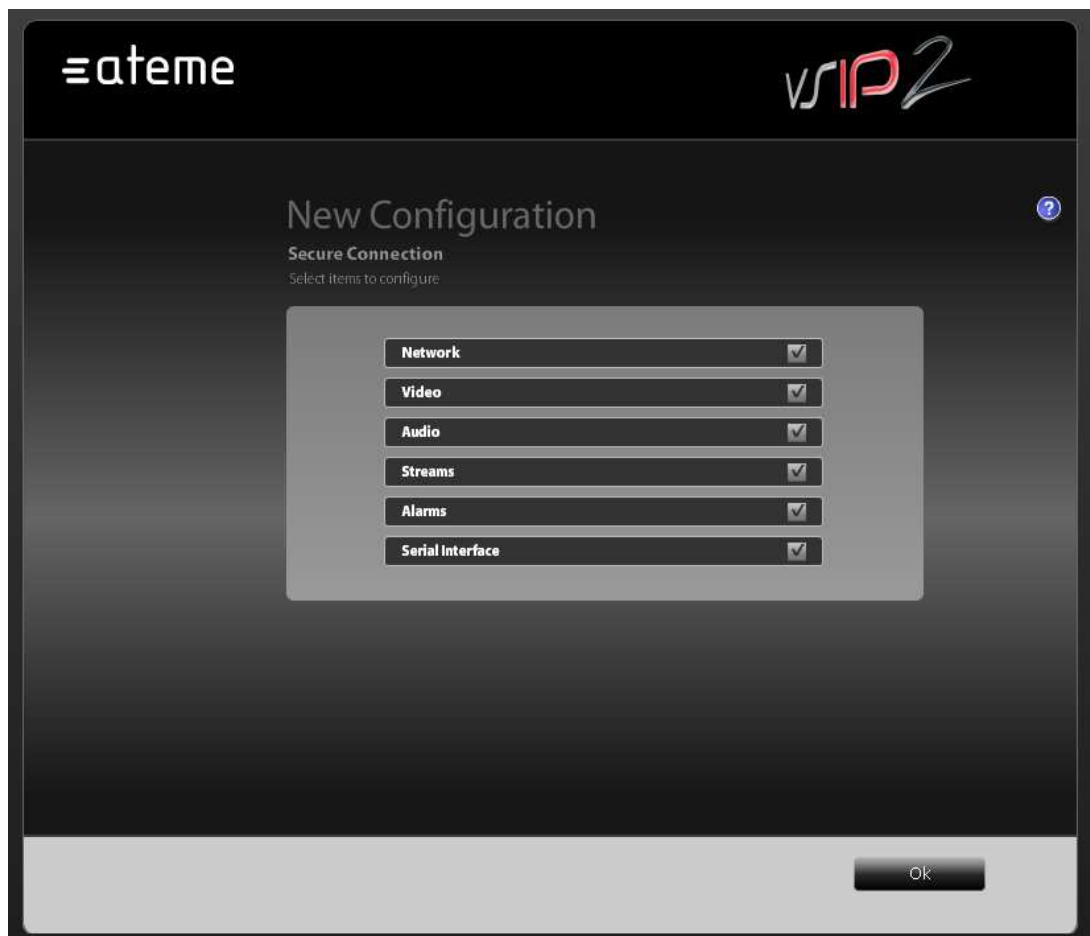 ateme
vsIP2
New Configuration
?
Secure Connection
Select items to configure
Network
Video
Audio
Streams
Alarms
Serial Interface
Ok